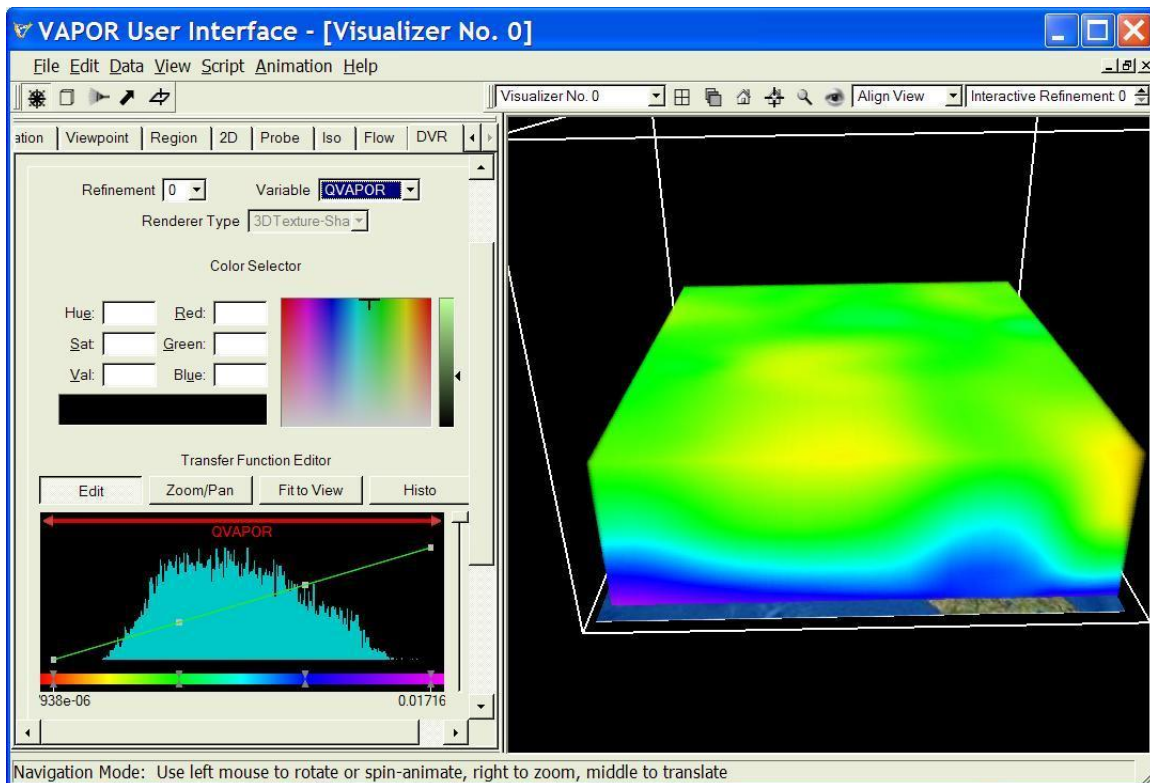 VAPOR User Interface - [Visualizer No. 0]
File Edit Data View Script Animation Help
Visualizer No. 0 Align View Interactive Refinement: 0
ation Viewpoint Region 2D Probe Iso Flow DVR
Refinement 0 Variable QVAPOR
Renderer Type 3DTexture-Sha
Color Selector
Hue: Red:
Sat: Green:
Val: Blue:
Transfer Function Editor
Edit Zoom/Pan Fit to View Histo
QVAPOR
'938e-06 0.01716
Navigation Mode: Use left mouse to rotate or spin-animate, right to zoom, middle to translate